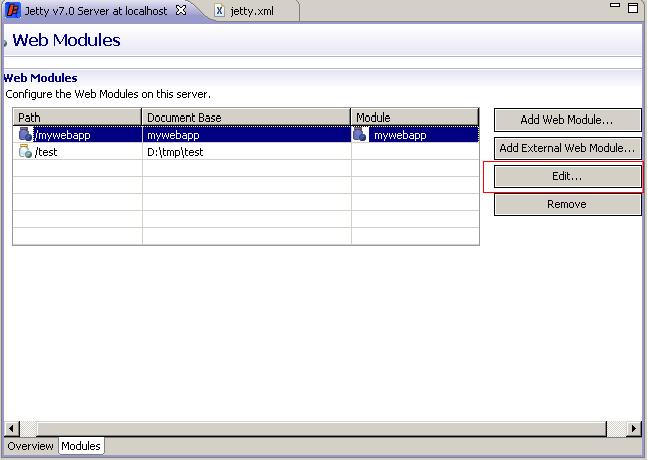 Jetty v7.0 Server at localhost jetty.xml
Web Modules
Web Modules
Configure the Web Modules on this server.
Path Document Base Module
/mywebapp mywebapp mywebapp
/test D:\tmp\test
Add Web Module...
Add External Web Module...
Edit...
Remove
Overview Modules